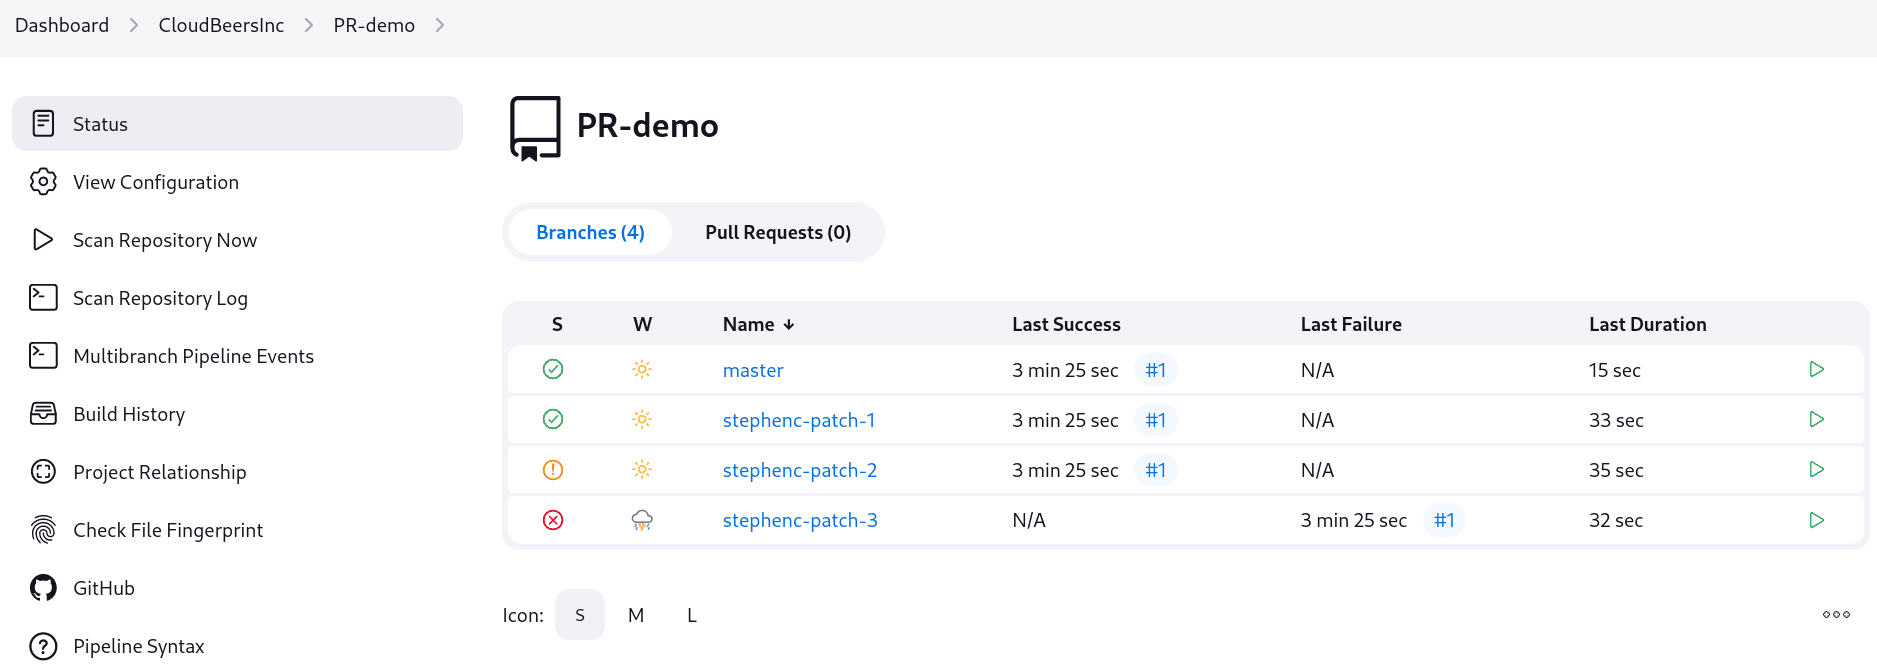 Dashboard > CloudBeersInc > PR-demo >
Status
View Configuration
Scan Repository Now
Scan Repository Log
Multibranch Pipeline Events
Build History
Project Relationship
Check File Fingerprint
GitHub
Pipeline Syntax
PR-demo
Branches (4) Pull Requests (0)
S W Name ↓ Last Success Last Failure Last Duration
master 3 min 25 sec #1 N/A 15 sec
stephenc-patch-1 3 min 25 sec #1 N/A 33 sec
stephenc-patch-2 3 min 25 sec #1 N/A 35 sec
stephenc-patch-3 N/A 3 min 25 sec #1 32 sec
Icon: S M L